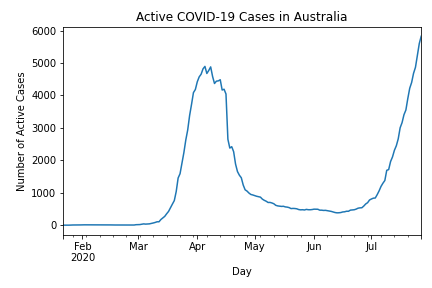 Active COVID-19 Cases in Australia
Number of Active Cases
6000
5000
4000
3000
2000
1000
0
Feb
2020
Mar
Apr
May
Jun
Jul
Day